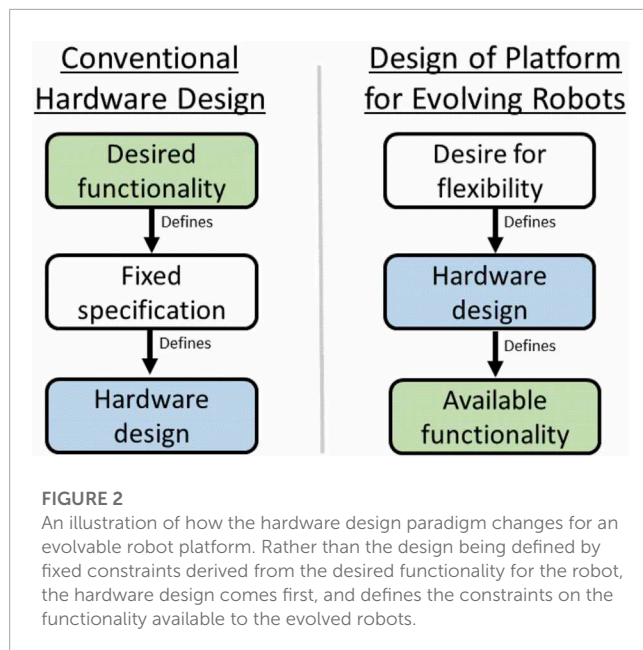 Conventional
Hardware Design
Desired
functionality
Defines
Fixed
specification
Defines
Hardware
design
Design of Platform
for Evolving Robots
Desire for
flexibility
Defines
Hardware
design
Defines
Available
functionality
FIGURE 2
An illustration of how the hardware design paradigm changes for an
evolvable robot platform. Rather than the design being defined by
fixed constraints derived from the desired functionality for the robot,
the hardware design comes first, and defines the constraints on the
functionality available to the evolved robots.